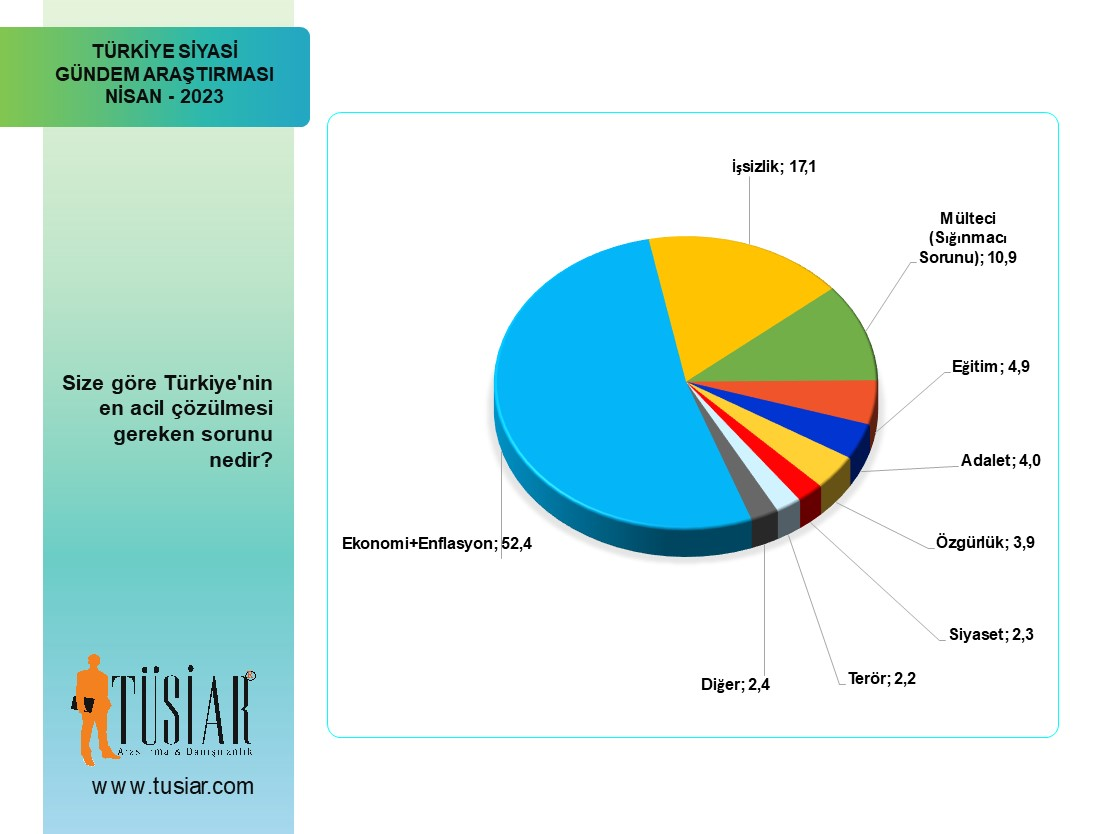 TÜRKİYE SİYASİ
GÜNDEM ARAŞTIRMASI
NİSAN - 2023
Size göre Türkiye'nin
en acil çözülmesi
gereken sorunu
nedir?
İşsizlik; 17,1
Mülteci
(Sığınmacı
Sorunu); 10,9
Eğitim; 4,9
Adalet; 4,0
Özgürlük; 3,9
Siyaset; 2,3
Terör; 2,2
Diğer; 2,4
Ekonomi+Enflasyon; 52,4
TÜSİAR®
Araştırma & Danışmanlık
www.tusiar.com